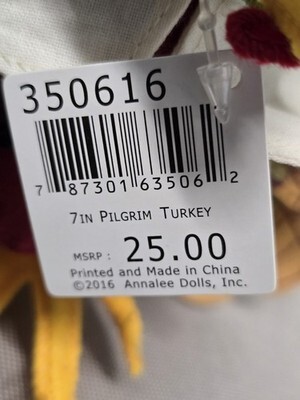 350616
7 87301 63506 2
7IN PILGRIM TURKEY
MSRP: 25.00
Printed and Made in China
©2016 Annalee Dolls, Inc.